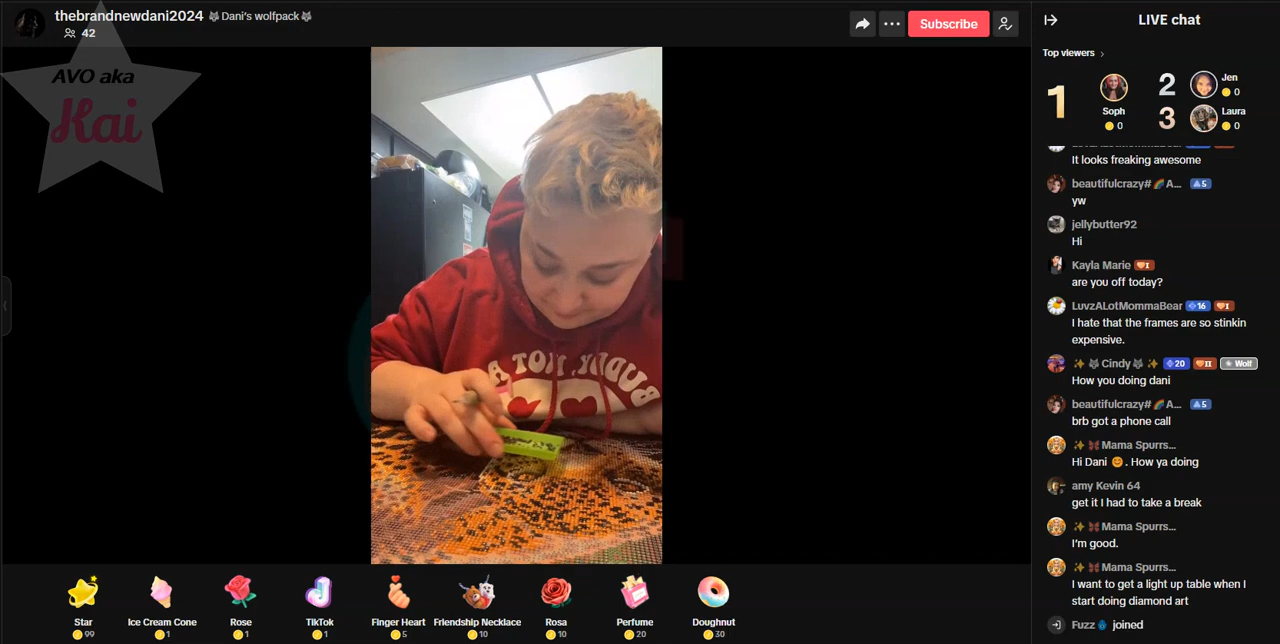 thebrandnewdani2024 🐺Dani's wolfpack🐺
42
Subscribe
AVO aka
Kai
BUDDY, NOT A
Star
99
Ice Cream Cone
1
Rose
1
TikTok
1
Finger Heart
5
Friendship Necklace
10
Rosa
10
Perfume
20
Doughnut
30
LIVE chat
Top viewers >
1
Soph
0
2
Jen
0
3
Laura
0
It looks freaking awesome
beautifulcrazy#🌈A... 5
yw
jellybutter92
Hi
Kayla Marie I
are you off today?
LuvzALotMommaBear 16 I
I hate that the frames are so stinkin
expensive.
✨🐺Cindy🐺✨ 20 II Wolf
How you doing dani
beautifulcrazy#🌈A... 5
brb got a phone call
✨🦋Mama Spurrs...
Hi Dani 😊. How ya doing
amy Kevin 64
get it I had to take a break
✨🦋Mama Spurrs...
I'm good.
✨🦋Mama Spurrs...
I want to get a light up table when I
start doing diamond art
Fuzz joined